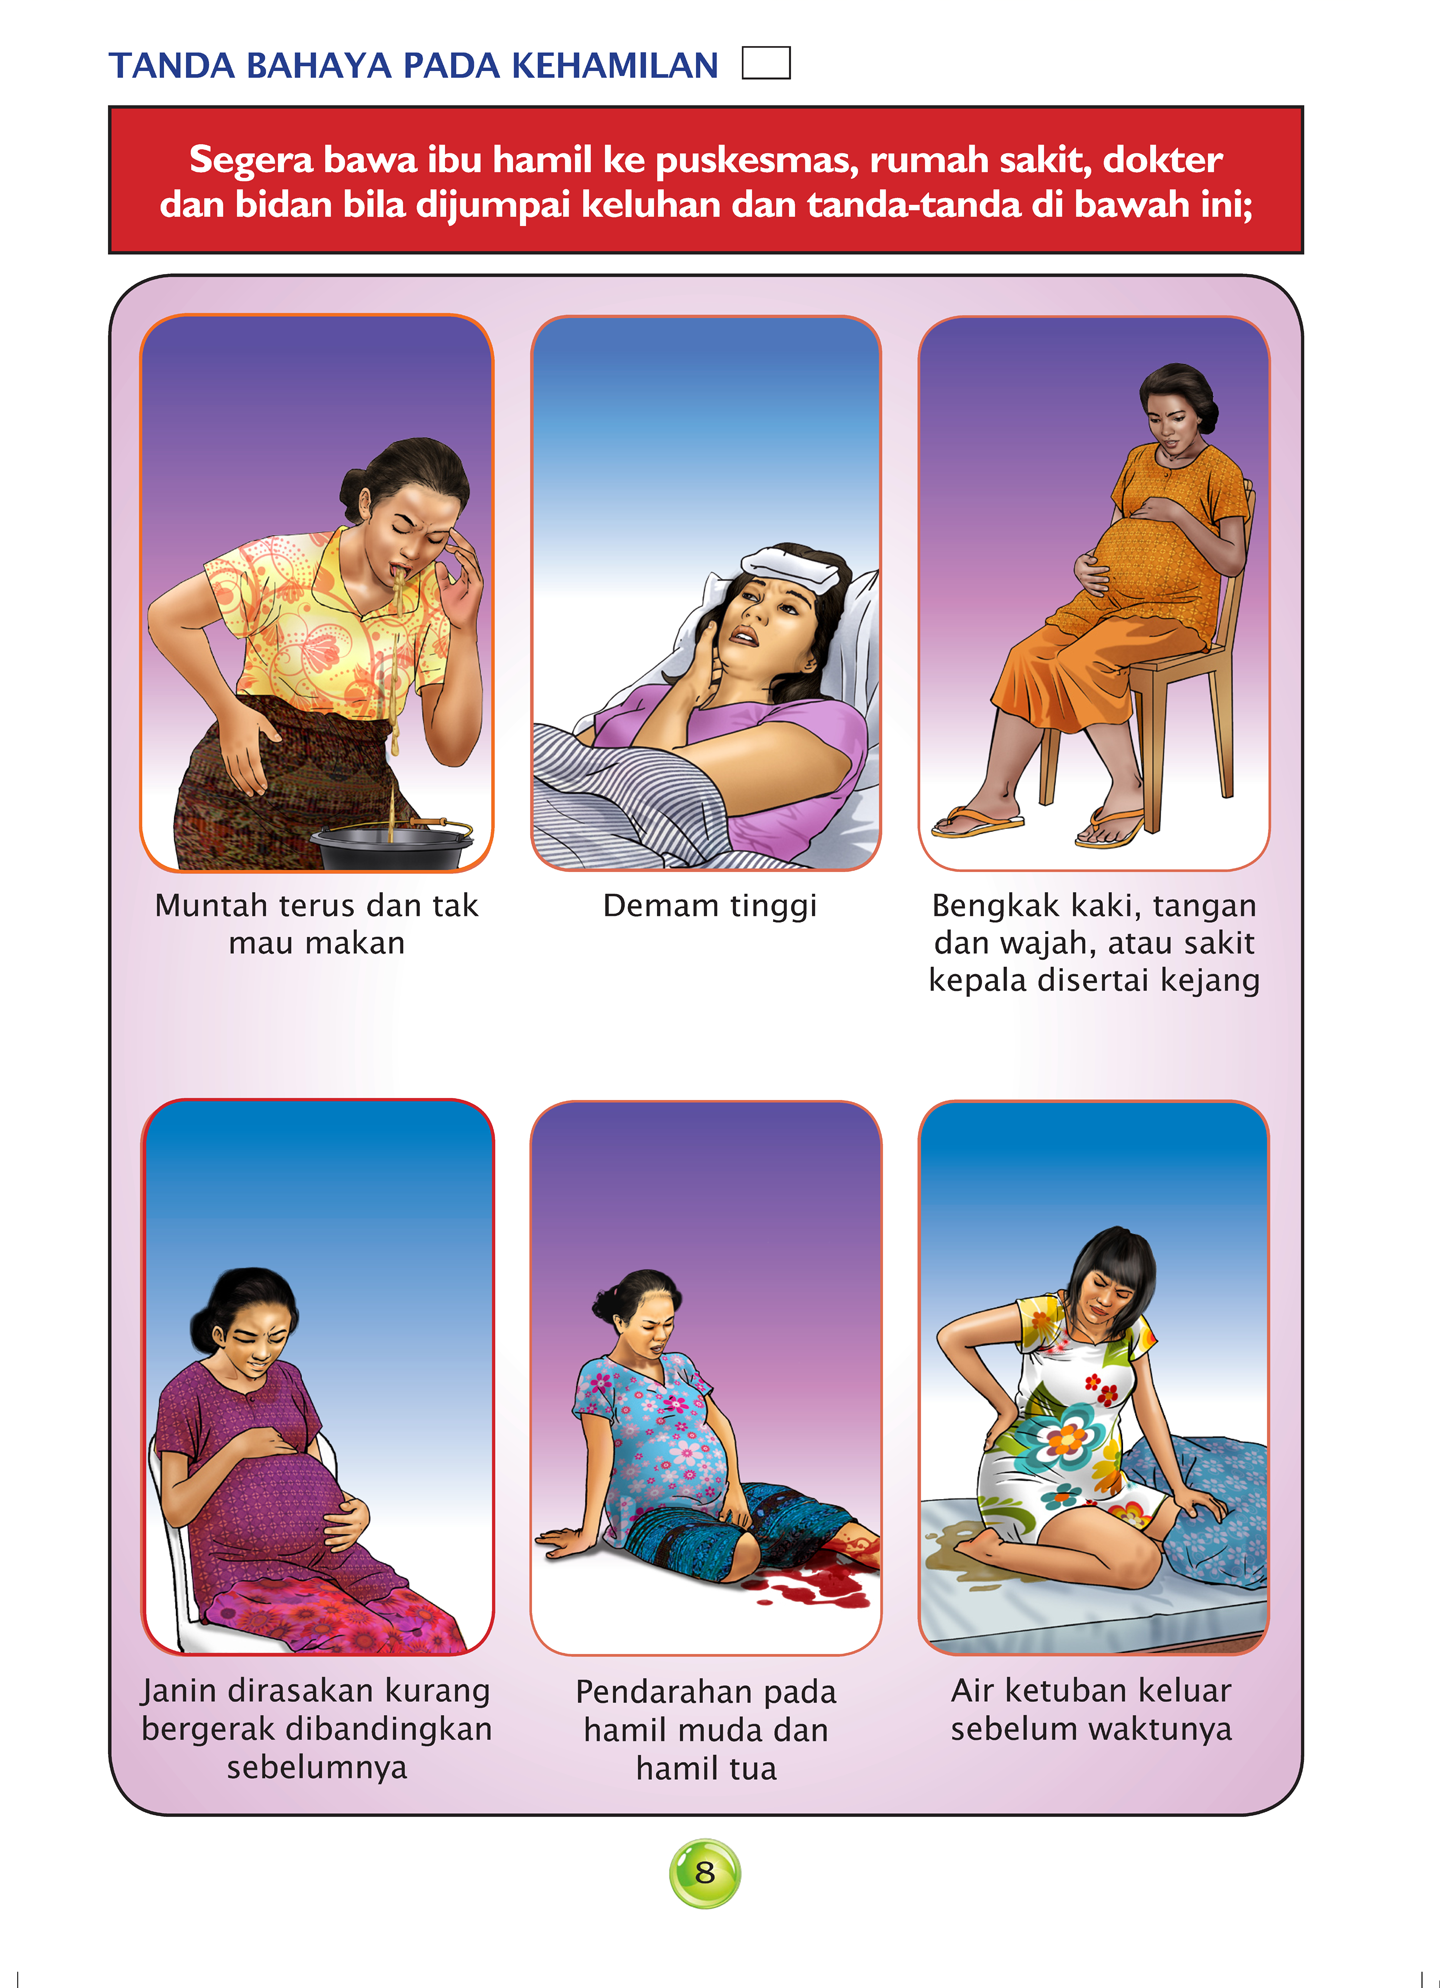 TANDA BAHAYA PADA KEHAMILAN
Segera bawa ibu hamil ke puskesmas, rumah sakit, dokter
dan bidan bila dijumpai keluhan dan tanda-tanda di bawah ini;
Muntah terus dan tak
mau makan
Demam tinggi
Bengkak kaki, tangan
dan wajah, atau sakit
kepala disertai kejang
Janin dirasakan kurang
bergerak dibandingkan
sebelumnya
Pendarahan pada
hamil muda dan
hamil tua
Air ketuban keluar
sebelum waktunya
8